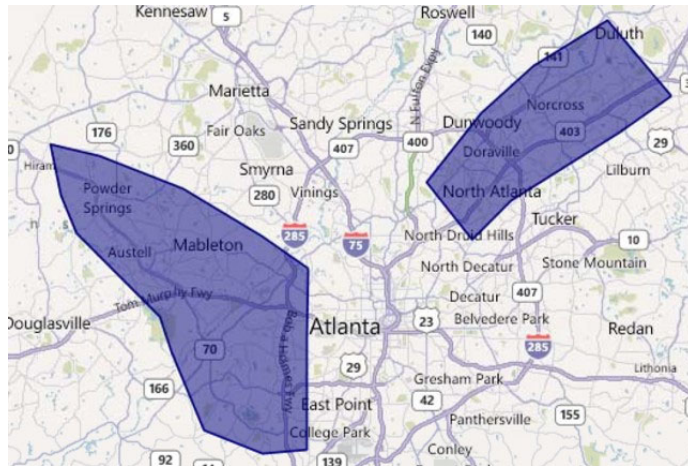 Kennesaw
5
Roswell
140
Duluth
141
N Fulton Expy
Marietta
Norcross
176
Fair Oaks
Sandy Springs
Dunwoody
403
360
407
400
29
Hiram
Smyrna
Doraville
Lilburn
Powder
Springs
280
Vinings
North Atlanta
285
75
Tucker
Austell
Mableton
North Druid Hills
10
North Decatur
Stone Mountain
Tom Murphy Fwy
Decatur
407
Douglasville
Atlanta
23
Belvedere Park
Redan
70
285
29
Lithonia
Gresham Park
166
42
East Point
155
Panthersville
College Park
92
139
Conley